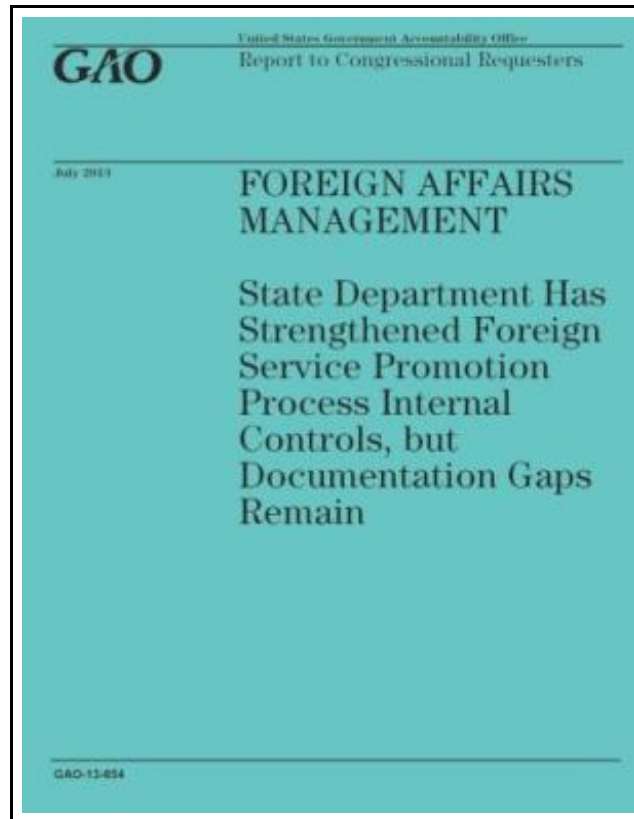 United States Government Accountability Office
GAO
Report to Congressional Requesters
July 2013
FOREIGN AFFAIRS
MANAGEMENT
State Department Has
Strengthened Foreign
Service Promotion
Process Internal
Controls, but
Documentation Gaps
Remain
GAO-13-654